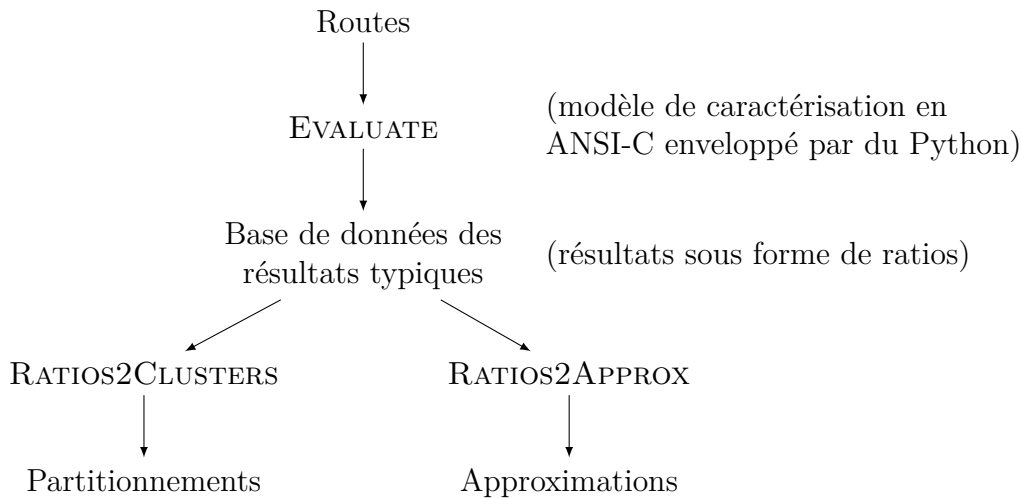 Routes
EVALUATE
(modèle de caractérisation en
ANSI-C enveloppé par du Python)
Base de données des
résultats typiques
(résultats sous forme de ratios)
RATIOS2CLUSTERS
RATIOS2APPROX
Partitionnements
Approximations